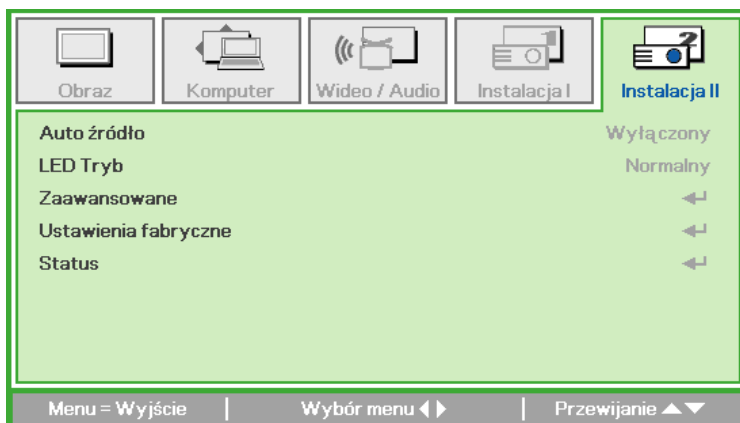 Obraz
Komputer
Wideo / Audio
Instalacja I
Instalacja II
Auto źródło Wyłączony
LED Tryb Normalny
Zaawansowane
Ustawienia fabryczne
Status
Menu = Wyjście | Wybór menu | Przewijanie